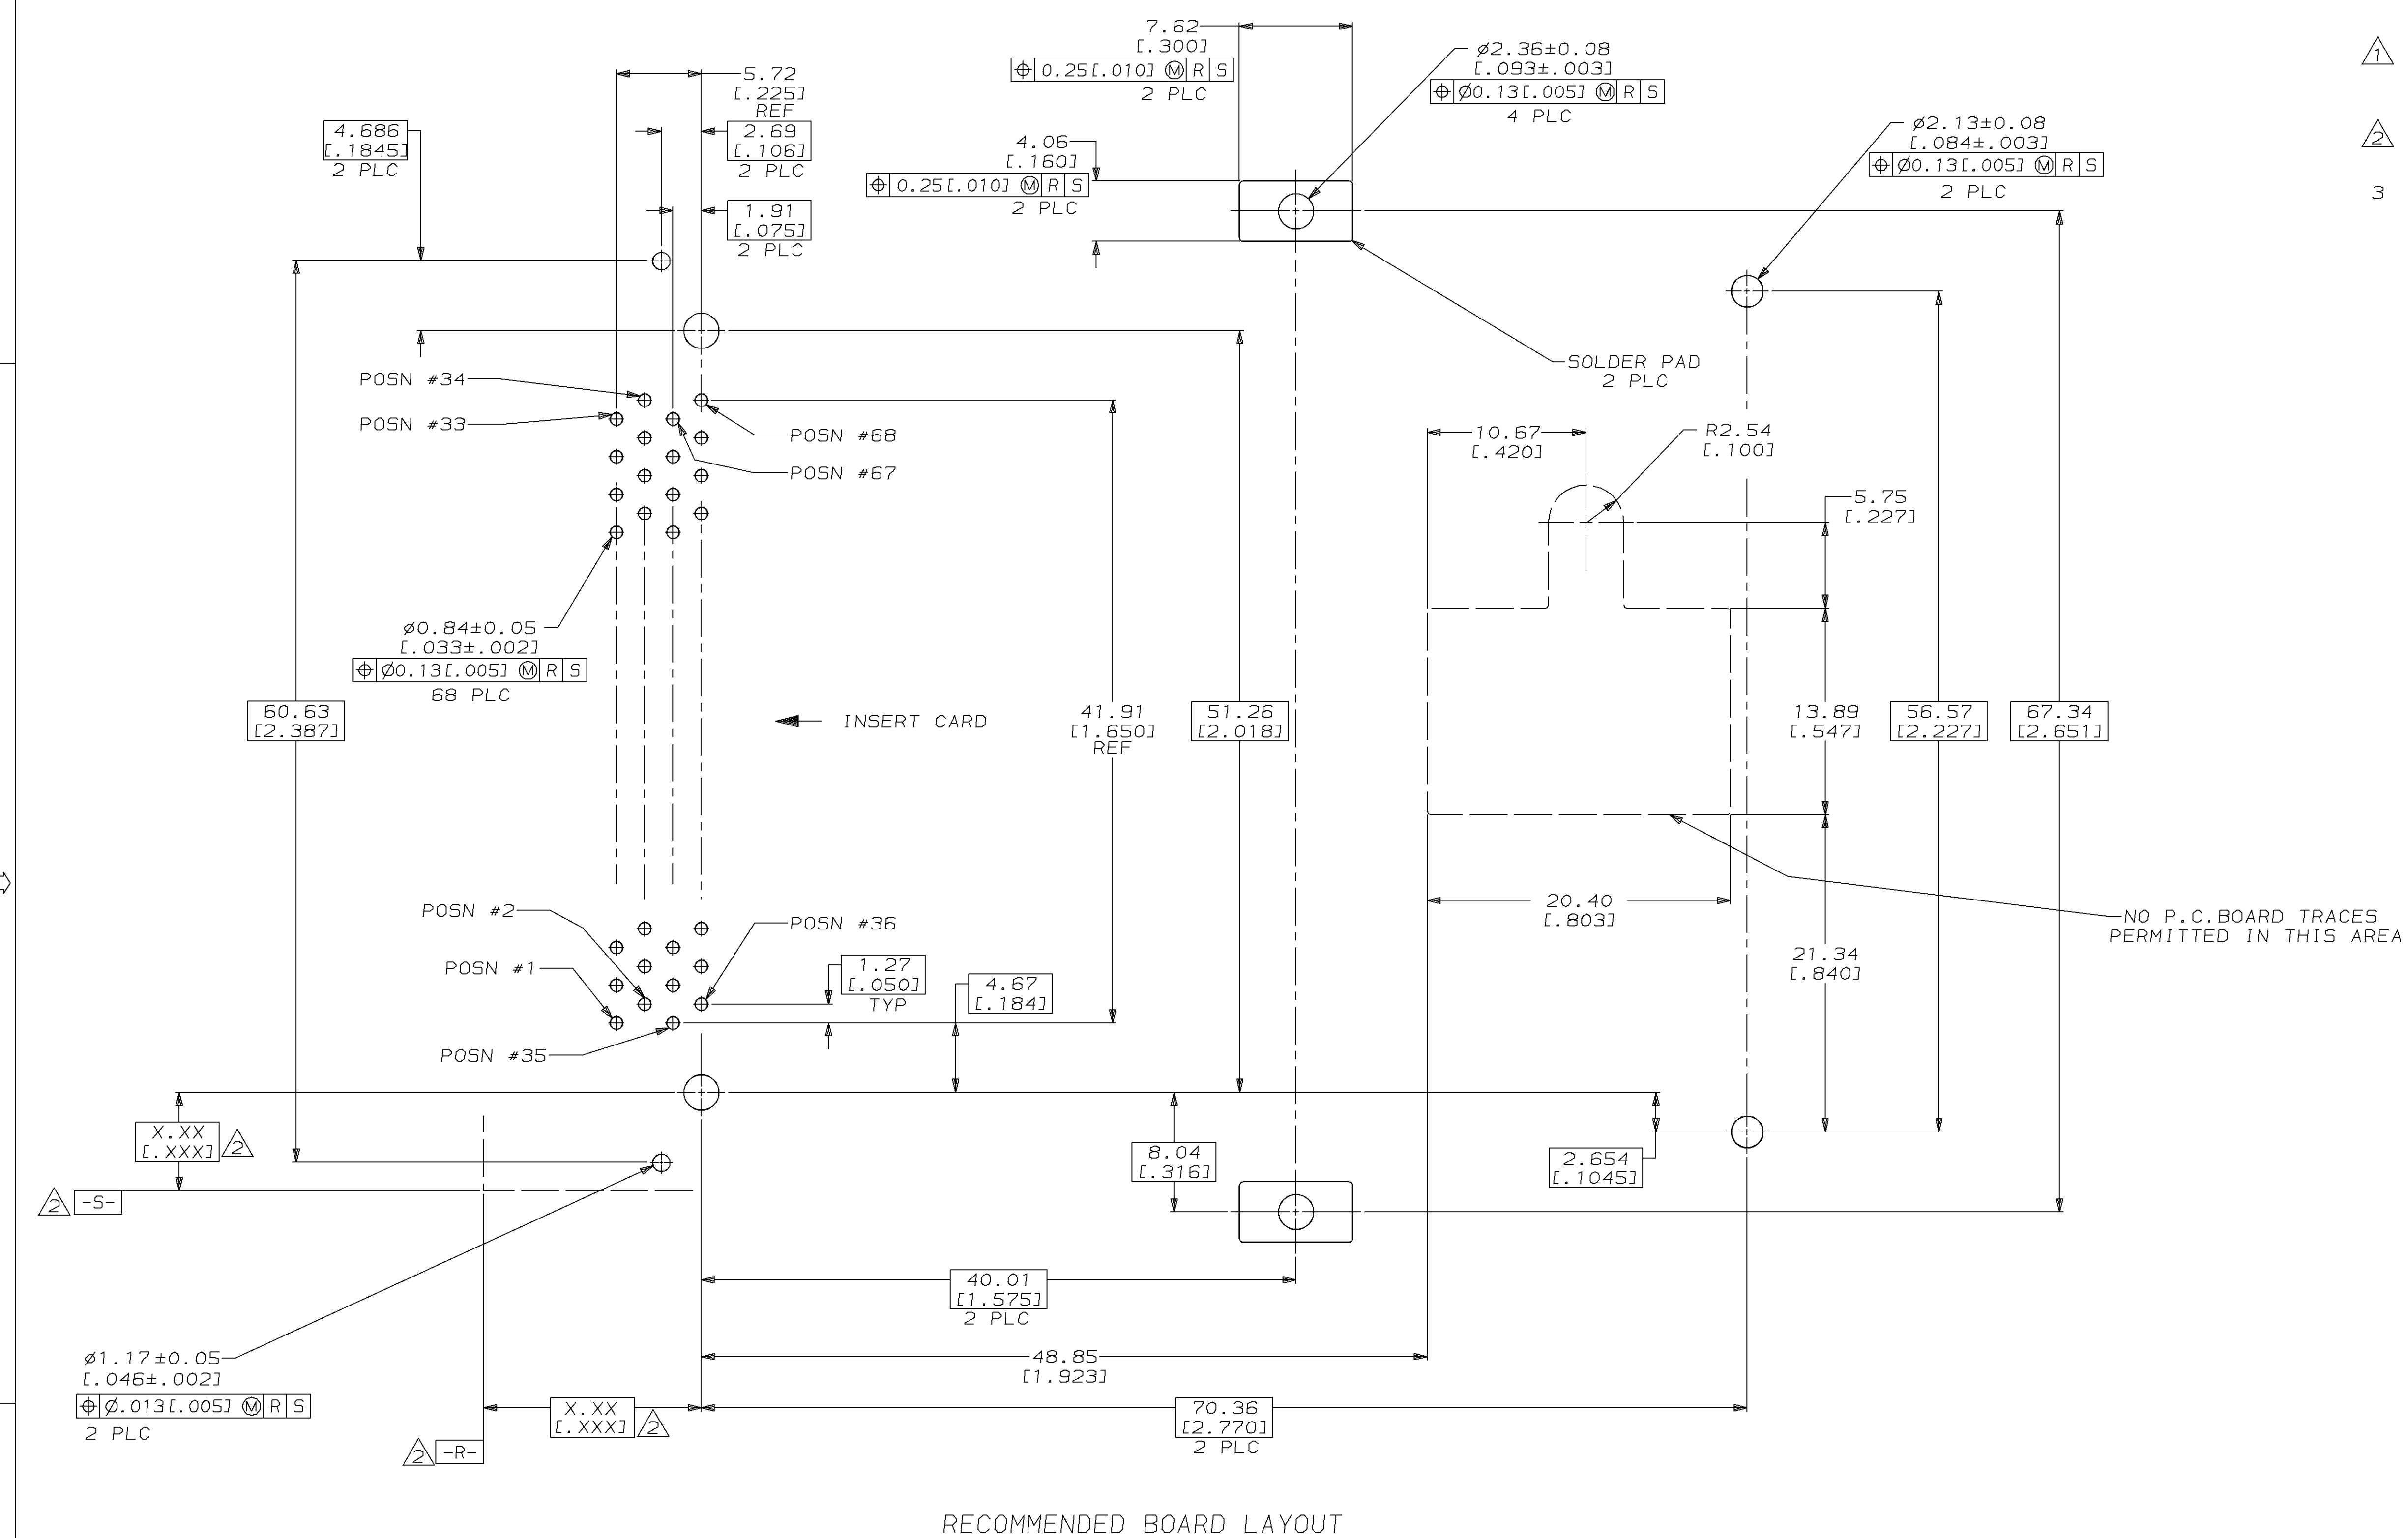 7.62
[.300]
⌖ 0.25[.010] Ⓜ R S
2 PLC
⌀2.36±0.08
[.093±.003]
⌖ ⌀0.13[.005] Ⓜ R S
4 PLC
1
5.72
[.225]
REF
4.686
[.1845]
2 PLC
2.69
[.106]
2 PLC
4.06
[.160]
⌖ 0.25[.010] Ⓜ R S
2 PLC
⌀2.13±0.08
[.084±.003]
⌖ ⌀0.13[.005] Ⓜ R S
2 PLC
2
3
1.91
[.075]
2 PLC
SOLDER PAD
2 PLC
POSN #34
POSN #33
POSN #68
POSN #67
10.67
[.420]
R2.54
[.100]
5.75
[.227]
⌀0.84±0.05
[.033±.002]
⌖ ⌀0.13[.005] Ⓜ R S
68 PLC
60.63
[2.387]
INSERT CARD
41.91
[1.650]
REF
51.26
[2.018]
13.89
[.547]
56.57
[2.227]
67.34
[2.651]
POSN #2
POSN #36
20.40
[.803]
NO P.C.BOARD TRACES
PERMITTED IN THIS AREA
POSN #1
1.27
[.050]
TYP
4.67
[.184]
21.34
[.840]
POSN #35
X.XX
[.XXX] 2
8.04
[.316]
2.654
[.1045]
2 -S-
40.01
[1.575]
2 PLC
⌀1.17±0.05
[.046±.002]
⌖ ⌀.013[.005] Ⓜ R S
2 PLC
48.85
[1.923]
X.XX
[.XXX] 2
70.36
[2.770]
2 PLC
2 -R-
RECOMMENDED BOARD LAYOUT